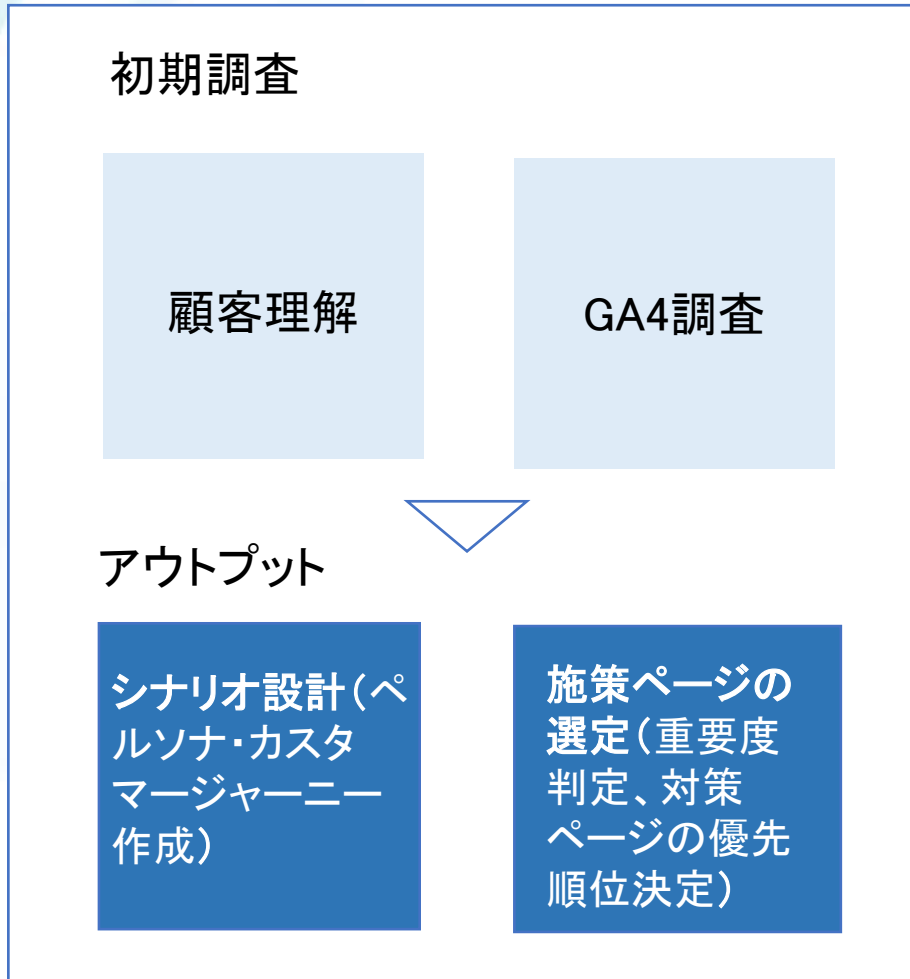 初期調査
顧客理解
GA4調査
アウトプット
シナリオ設計(ペ
ルソナ・カスタ
マージャーニー
作成)
施策ページの
選定(重要度
判定、対策
ページの優先
順位決定)